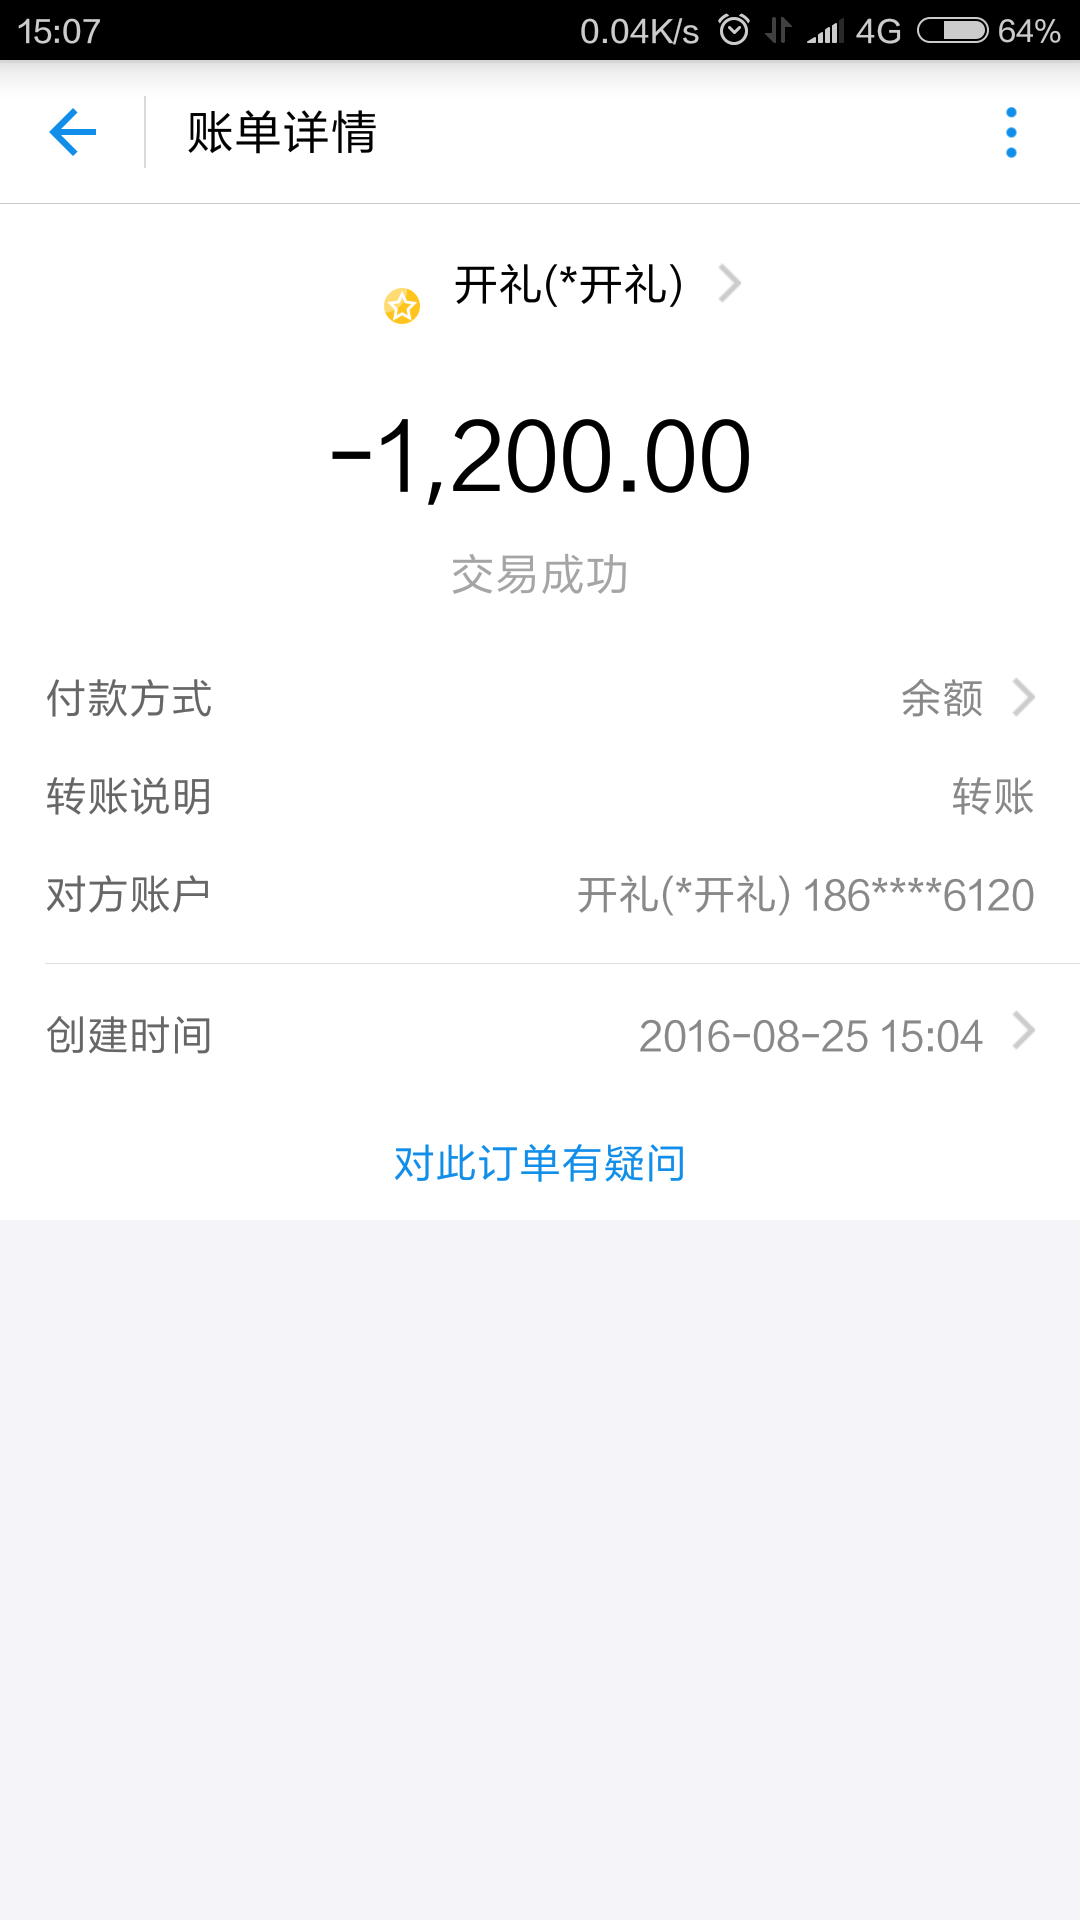 15:07 0.04K/s 4G 64%
账单详情
开礼(*开礼)
-1,200.00
交易成功
付款方式 余额
转账说明 转账
对方账户 开礼(*开礼) 186****6120
创建时间 2016-08-25 15:04
对此订单有疑问